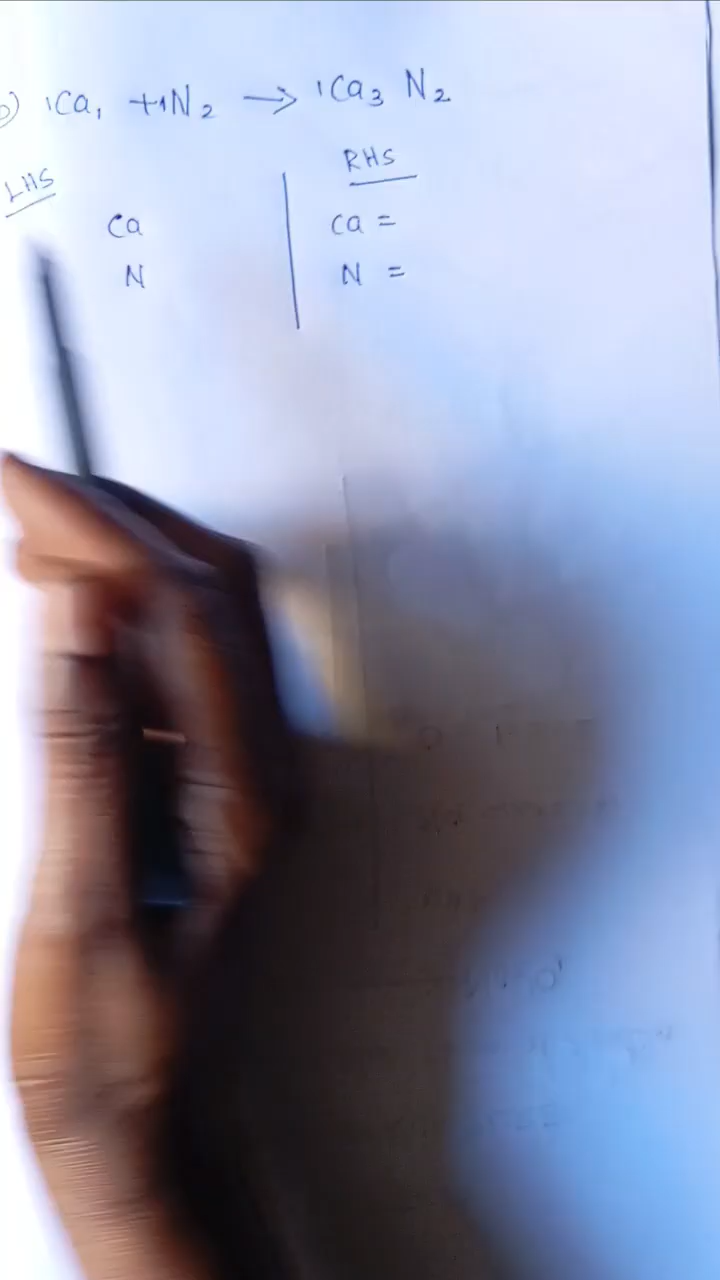 b) 1Ca₁ + 1N₂ → 1Ca₃ N₂
LHS RHS
Ca Ca =
N N =